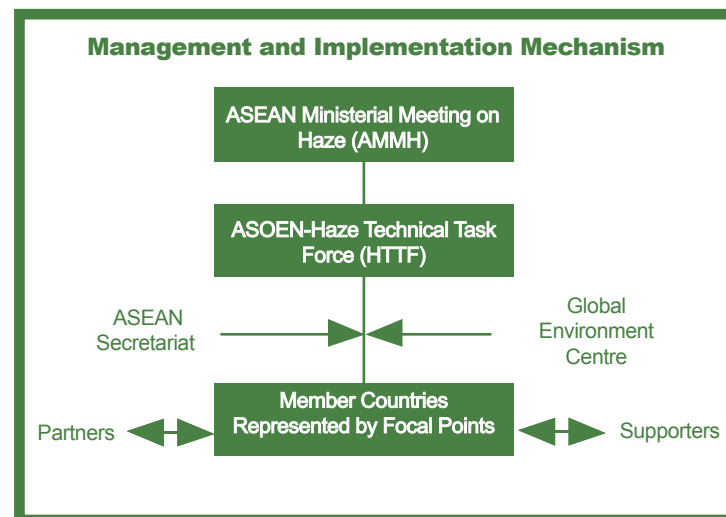 Management and Implementation Mechanism
ASEAN Ministerial Meeting on
Haze (AMMH)
ASOEN-Haze Technical Task
Force (HTTF)
ASEAN
Secretariat
Global
Environment
Centre
Member Countries
Represented by Focal Points
Partners
Supporters